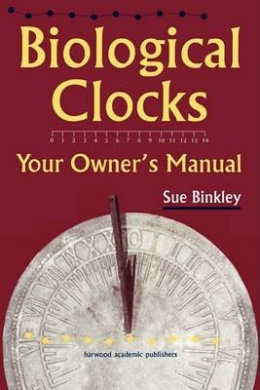 Biological
Clocks
0 1 2 3 4 5 6 7 8 9 10 11 12 13 14
Your Owner's Manual
Sue Binkley
harwood academic publishers